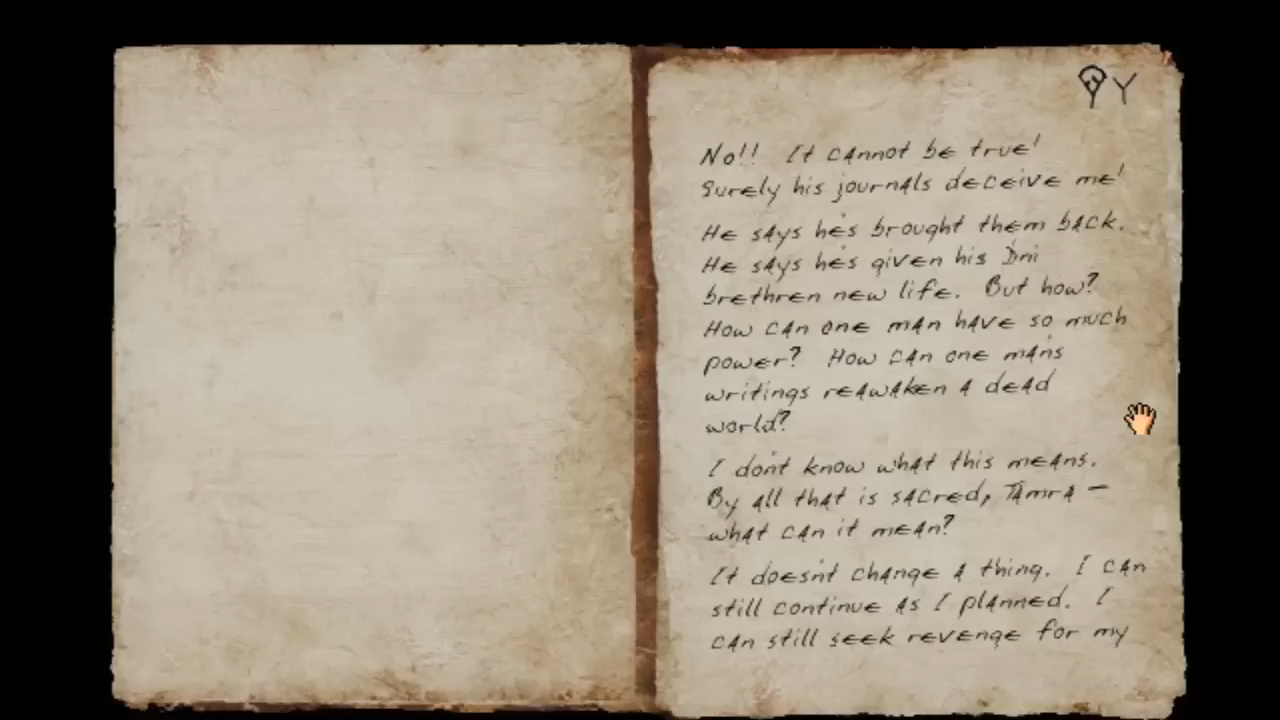 No!! It cannot be true!
Surely his journals deceive me!
He says he's brought them back.
He says he's given his D'ni
brethren new life. But how?
How can one man have so much
power? How can one man's
writings reawaken a dead
world?
I don't know what this means.
By all that is sacred, Tamra –
what can it mean?
It doesn't change a thing. I can
still continue as I planned. I
can still seek revenge for my